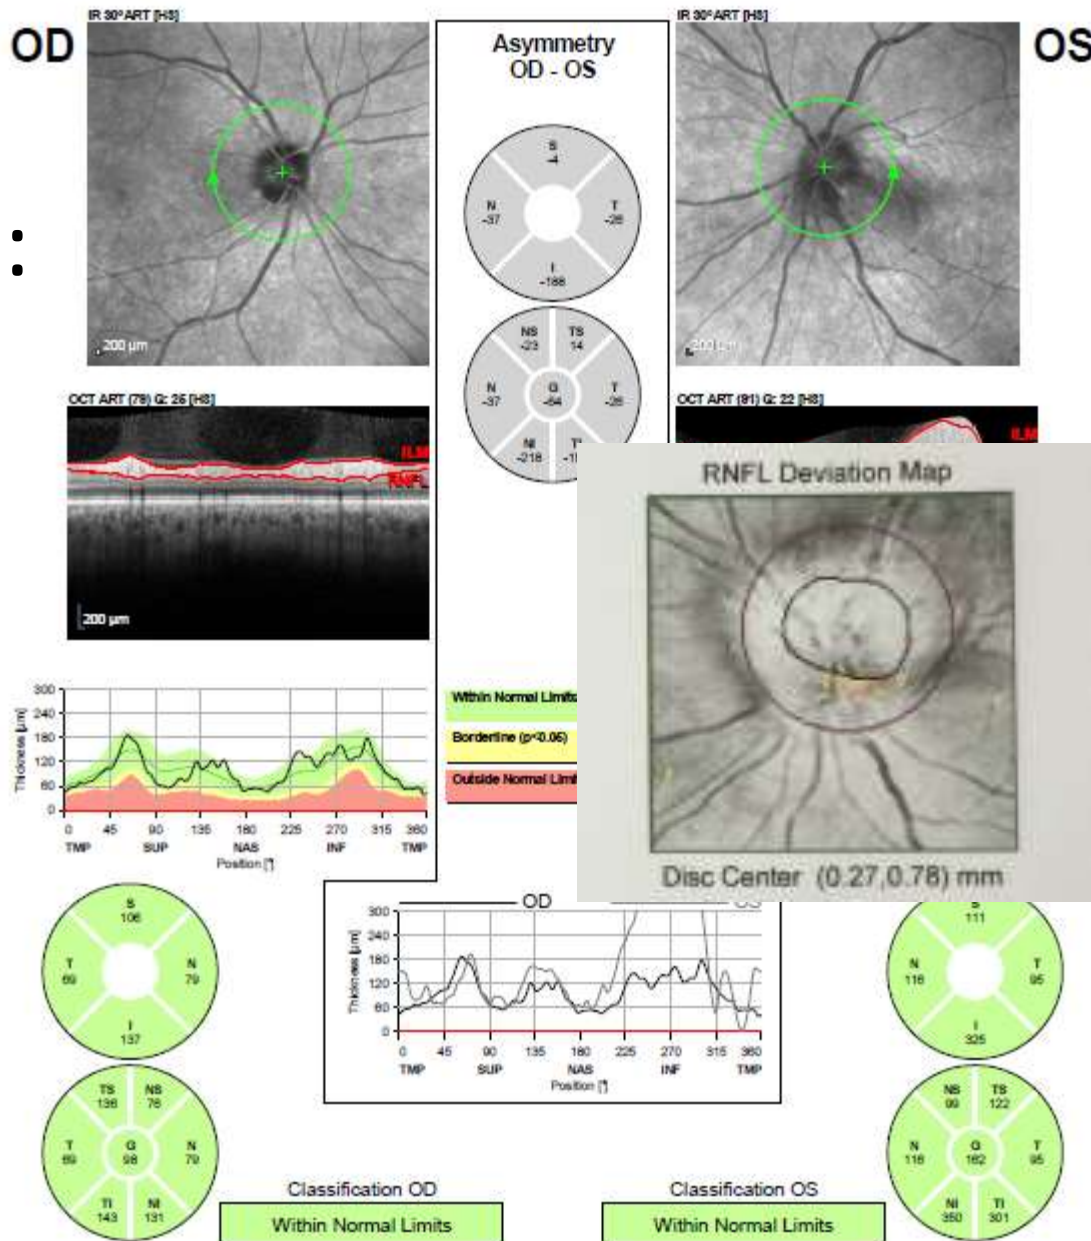 IR 30° ART [HS]
OD
200 µm
Asymmetry
OD - OS
S
-4
N
-37
T
-26
I
-188
NS
-23
TS
14
N
-37
G
-64
T
-26
NI
-218
IR 30° ART [HS]
OS
200 µm
OCT ART (79) Q: 25 [HS]
ILM
RNFL
200 µm
OCT ART (91) Q: 22 [HS]
ILM
RNFL Deviation Map
Disc Center (0.27,0.78) mm
Thickness [µm]
300
240
180
120
60
0
0 45 90 135 180 225 270 315 360
TMP SUP NAS INF TMP
Position [°]
Within Normal Limits
Borderline (p<0.05)
Outside Normal
OD
OS
Thickness [µm]
300
240
180
120
60
0
0 45 90 135 180 225 270 315 360
TMP SUP NAS INF TMP
Position [°]
S
106
T
69
N
79
I
137
TS
136
NS
76
T
69
G
98
N
79
TI
143
NI
131
Classification OD
Within Normal Limits
S
111
N
116
T
95
I
325
NS
99
TS
122
N
116
G
162
T
95
NI
350
TI
301
Classification OS
Within Normal Limits